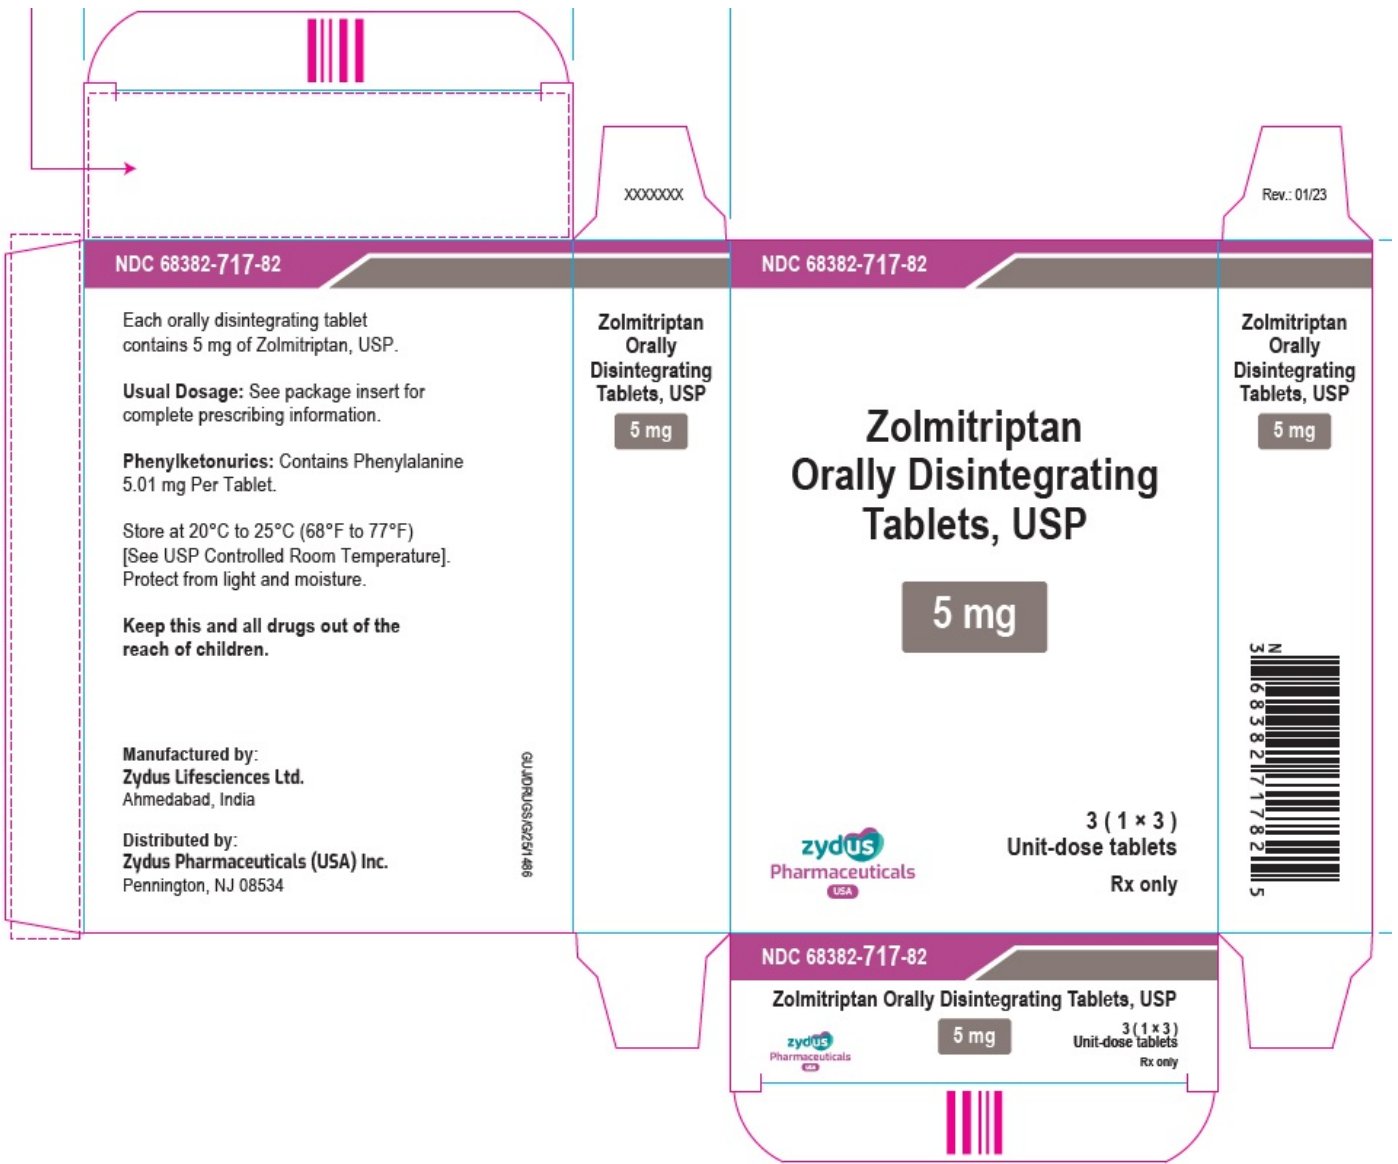 XXXXXXX
Rev.: 01/23
NDC 68382-717-82
Each orally disintegrating tablet
contains 5 mg of Zolmitriptan, USP.
Usual Dosage: See package insert for
complete prescribing information.
Phenylketonurics: Contains Phenylalanine
5.01 mg Per Tablet.
Store at 20°C to 25°C (68°F to 77°F)
[See USP Controlled Room Temperature].
Protect from light and moisture.
Keep this and all drugs out of the
reach of children.
Manufactured by:
Zydus Lifesciences Ltd.
Ahmedabad, India
Distributed by:
Zydus Pharmaceuticals (USA) Inc.
Pennington, NJ 08534
GUJ/DRUGS/G/25/1486
Zolmitriptan
Orally
Disintegrating
Tablets, USP
5 mg
NDC 68382-717-82
Zolmitriptan
Orally Disintegrating
Tablets, USP
5 mg
zydus
Pharmaceuticals
USA
3 ( 1 × 3 )
Unit-dose tablets
Rx only
Zolmitriptan
Orally
Disintegrating
Tablets, USP
5 mg
N
3 68382 71782 5
NDC 68382-717-82
Zolmitriptan Orally Disintegrating Tablets, USP
5 mg
zydus
Pharmaceuticals
USA
3 ( 1 × 3 )
Unit-dose tablets
Rx only